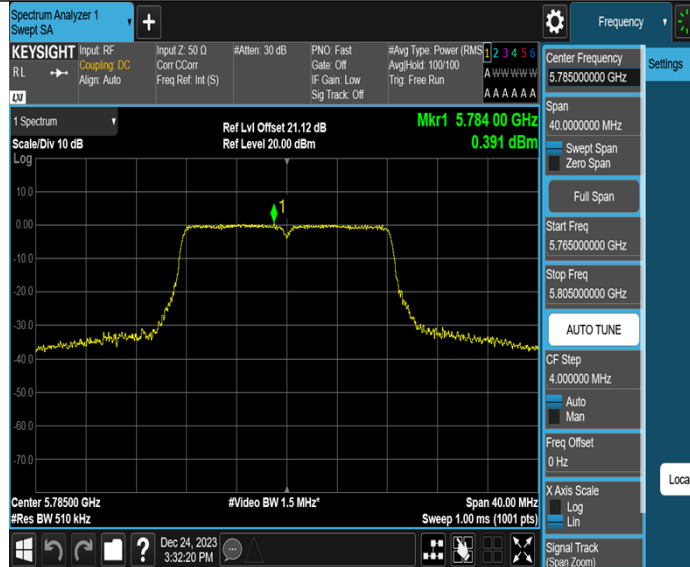 Spectrum Analyzer 1
Swept SA
+
Frequency
KEYSIGHT
RL
LXI
Input: RF
Coupling: DC
Align: Auto
Input Z: 50 Ω
Corr CCorr
Freq Ref: Int (S)
#Atten: 30 dB
PNO: Fast
Gate: Off
IF Gain: Low
Sig Track: Off
#Avg Type: Power (RMS
Avg|Hold: 100/100
Trig: Free Run
1 2 3 4 5 6
A W W W W W
A A A A A A
1 Spectrum
Scale/Div 10 dB
Log
Ref Lvl Offset 21.12 dB
Ref Level 20.00 dBm
Mkr1 5.784 00 GHz
0.391 dBm
1
10.0
0.00
-10.0
-20.0
-30.0
-40.0
-50.0
-60.0
-70.0
Center 5.78500 GHz
#Res BW 510 kHz
#Video BW 1.5 MHz*
Span 40.00 MHz
Sweep 1.00 ms (1001 pts)
Dec 24, 2023
3:32:20 PM
?
Center Frequency
5.785000000 GHz
Span
40.0000000 MHz
Swept Span
Zero Span
Full Span
Start Freq
5.765000000 GHz
Stop Freq
5.805000000 GHz
AUTO TUNE
CF Step
4.000000 MHz
Auto
Man
Freq Offset
0 Hz
X Axis Scale
Log
Lin
Signal Track
(Span Zoom)
Settings
Loca